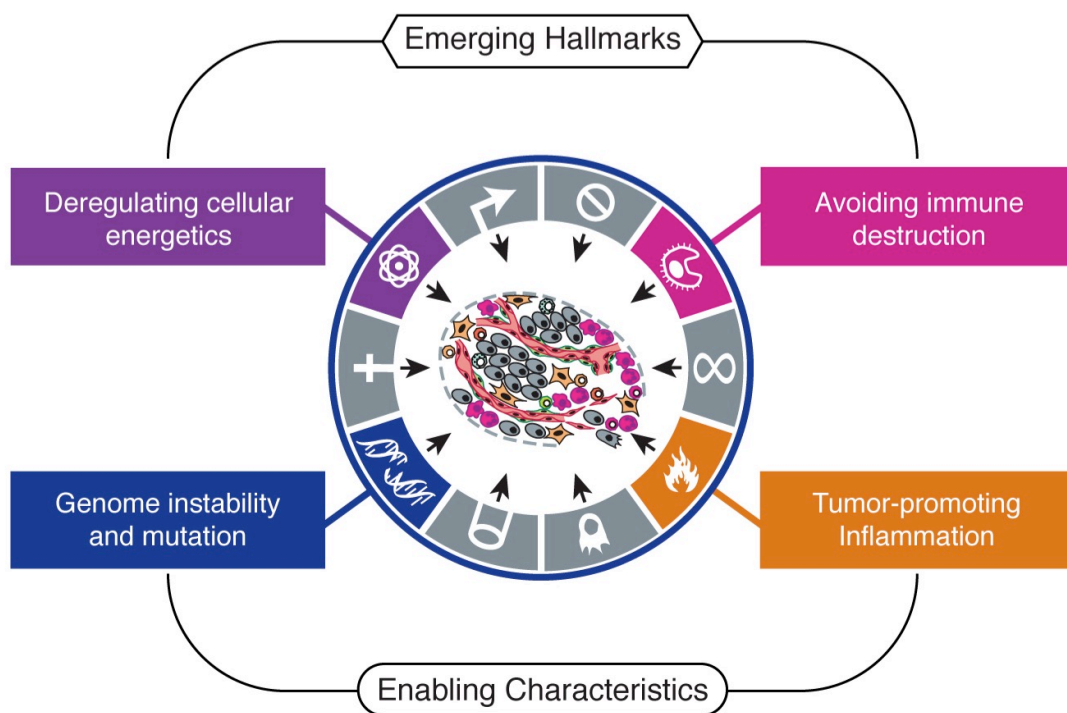 Emerging Hallmarks
Deregulating cellular
energetics
Avoiding immune
destruction
Genome instability
and mutation
Tumor-promoting
Inflammation
Enabling Characteristics